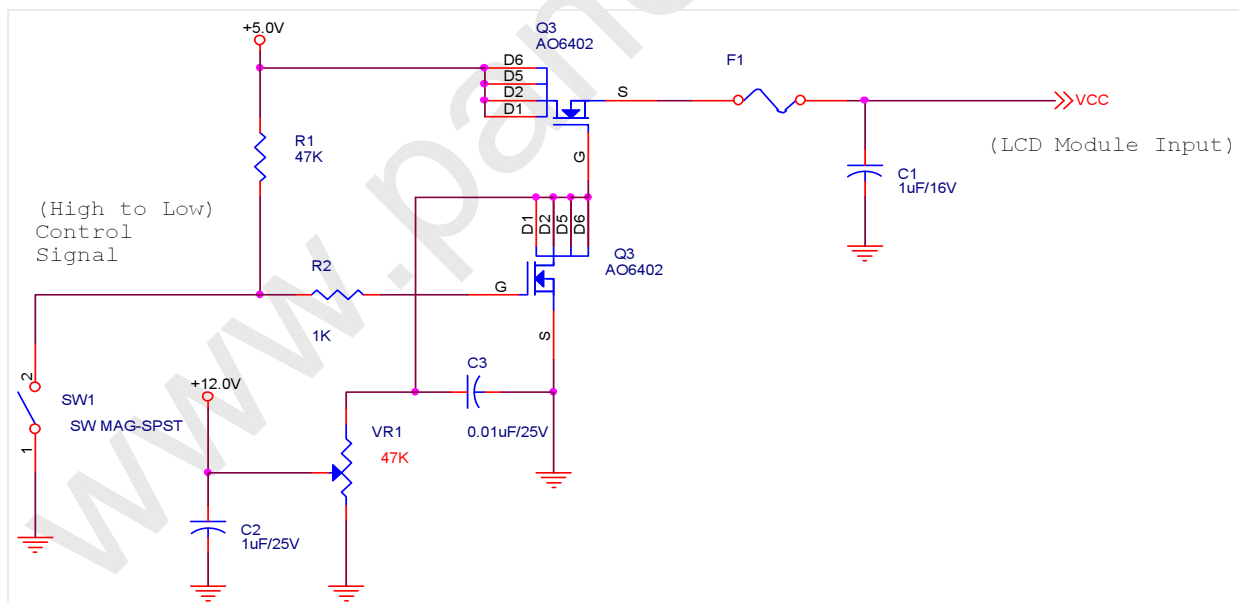 +5.0V
Q3
AO6402
D6
D5
D2
D1
S
G
F1
VCC
(LCD Module Input)
R1
47K
C1
1uF/16V
(High to Low)
Control
Signal
D1
D2
D5
D6
Q3
AO6402
R2
1K
G
S
2
1
SW1
SW MAG-SPST
+12.0V
C3
0.01uF/25V
VR1
47K
C2
1uF/25V
www.pane